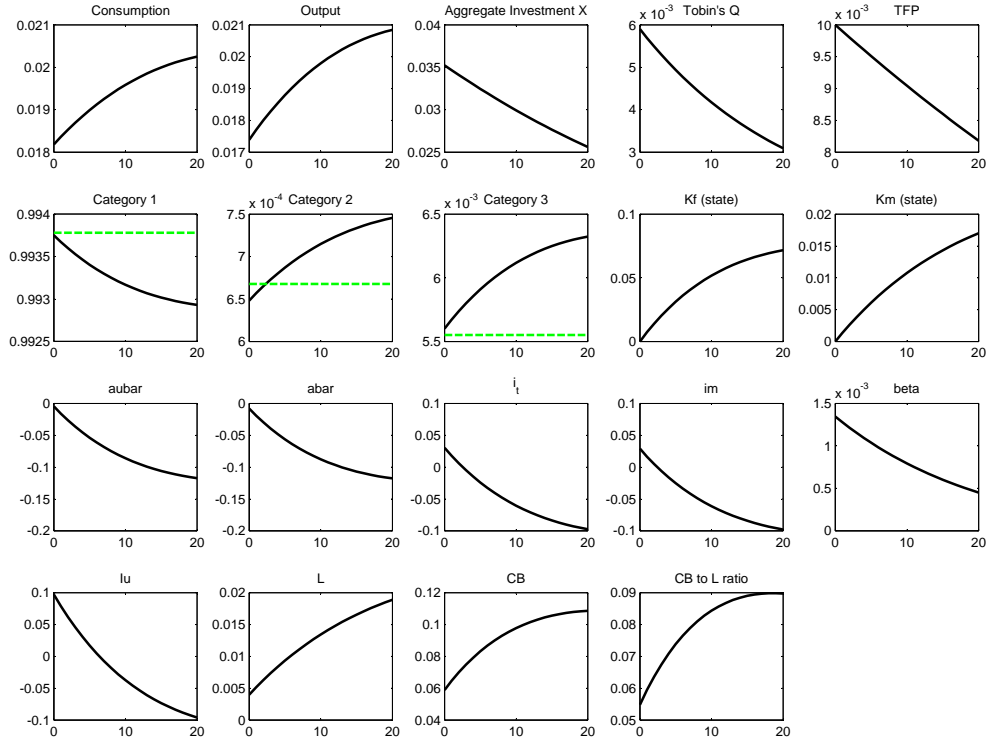 Consumption
0.021
0.02
0.019
0.018
0 10 20
Output
0.021
0.02
0.019
0.018
0.017
0 10 20
Aggregate Investment X
0.04
0.035
0.03
0.025
0 10 20
Tobin's Q
x 10-3
6
5
4
3
0 10 20
TFP
x 10-3
10
9.5
9
8.5
8
0 10 20
Category 1
0.994
0.9935
0.993
0.9925
0 10 20
Category 2
x 10-4
7.5
7
6.5
6
0 10 20
Category 3
x 10-3
6.5
6
5.5
0 10 20
Kf (state)
0.1
0.05
0
0 10 20
Km (state)
0.02
0.015
0.01
0.005
0
0 10 20
aubar
0
-0.05
-0.1
-0.15
-0.2
0 10 20
abar
0
-0.05
-0.1
-0.15
-0.2
0 10 20
it
0.1
0.05
0
-0.05
-0.1
0 10 20
im
0.1
0.05
0
-0.05
-0.1
0 10 20
beta
x 10-3
1.5
1
0.5
0
0 10 20
Iu
0.1
0.05
0
-0.05
-0.1
0 10 20
L
0.02
0.015
0.01
0.005
0
0 10 20
CB
0.12
0.1
0.08
0.06
0.04
0 10 20
CB to L ratio
0.09
0.08
0.07
0.06
0.05
0 10 20